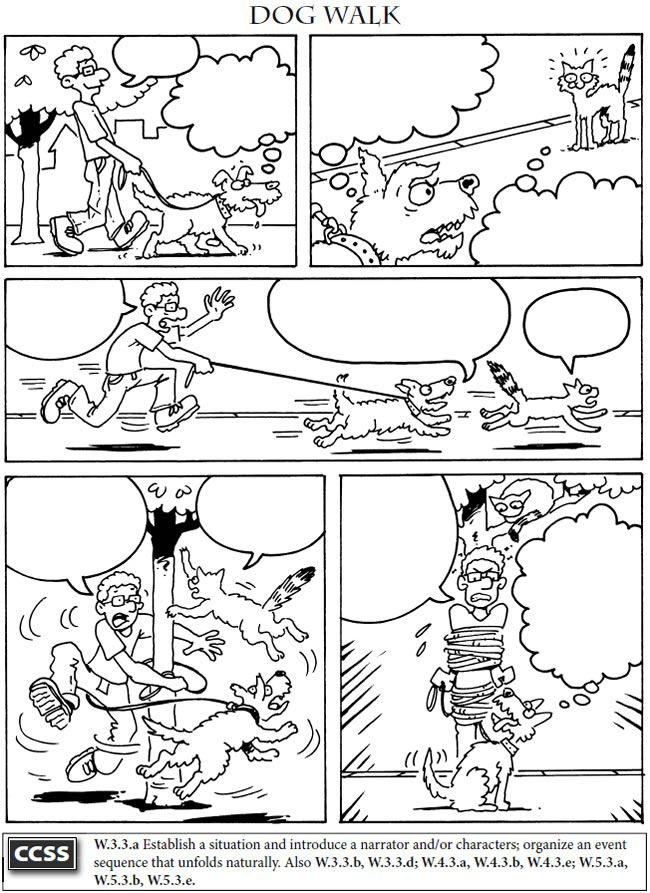 DOG WALK
CCSS
W.3.3.a Establish a situation and introduce a narrator and/or characters; organize an event
sequence that unfolds naturally. Also W.3.3.b, W.3.3.d; W.4.3.a, W.4.3.b, W.4.3.e; W.5.3.a,
W.5.3.b, W.5.3.e.